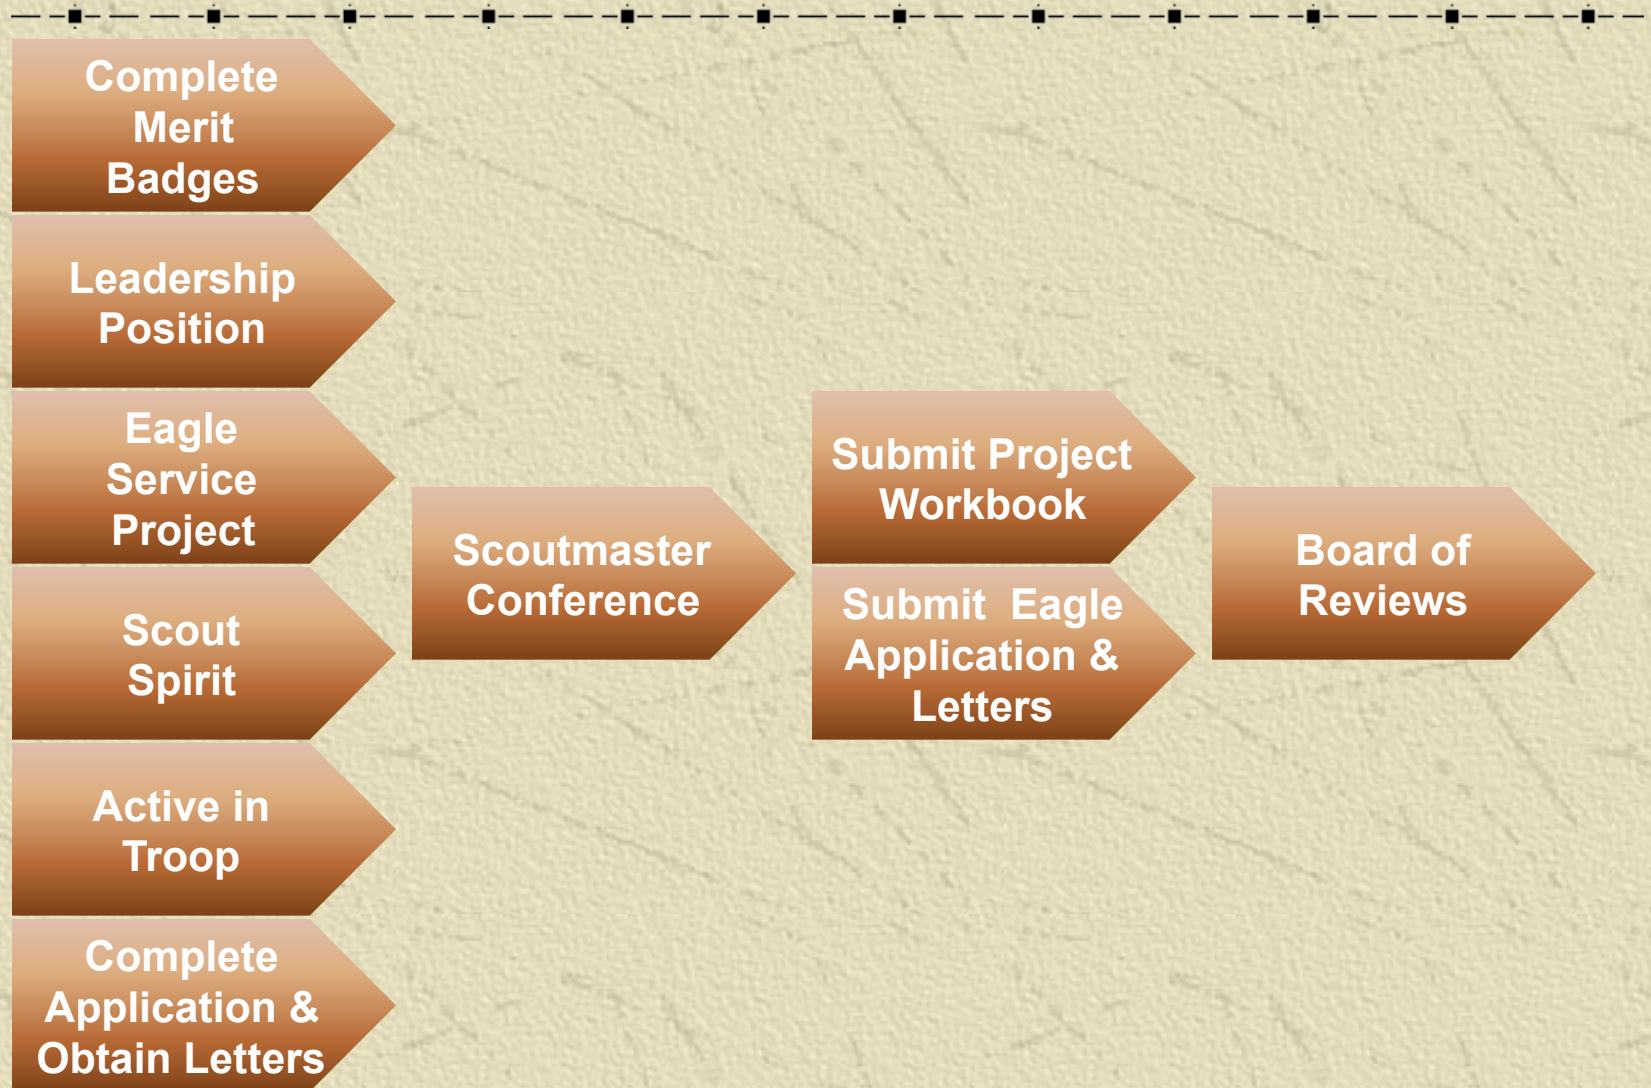 Complete
Merit
Badges
Leadership
Position
Eagle
Service
Project
Scout
Spirit
Active in
Troop
Complete
Application &
Obtain Letters
Scoutmaster
Conference
Submit Project
Workbook
Submit  Eagle
Application &
Letters
Board of
Reviews